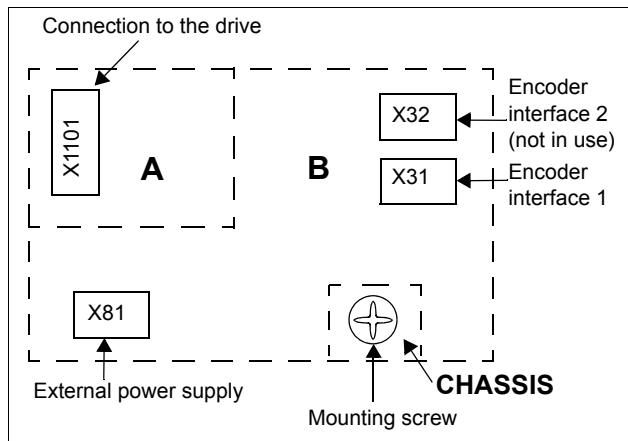 Connection to the drive
X1101
A
B
X32
Encoder
interface 2
(not in use)
X31
Encoder
interface 1
X81
External power supply
CHASSIS
Mounting screw